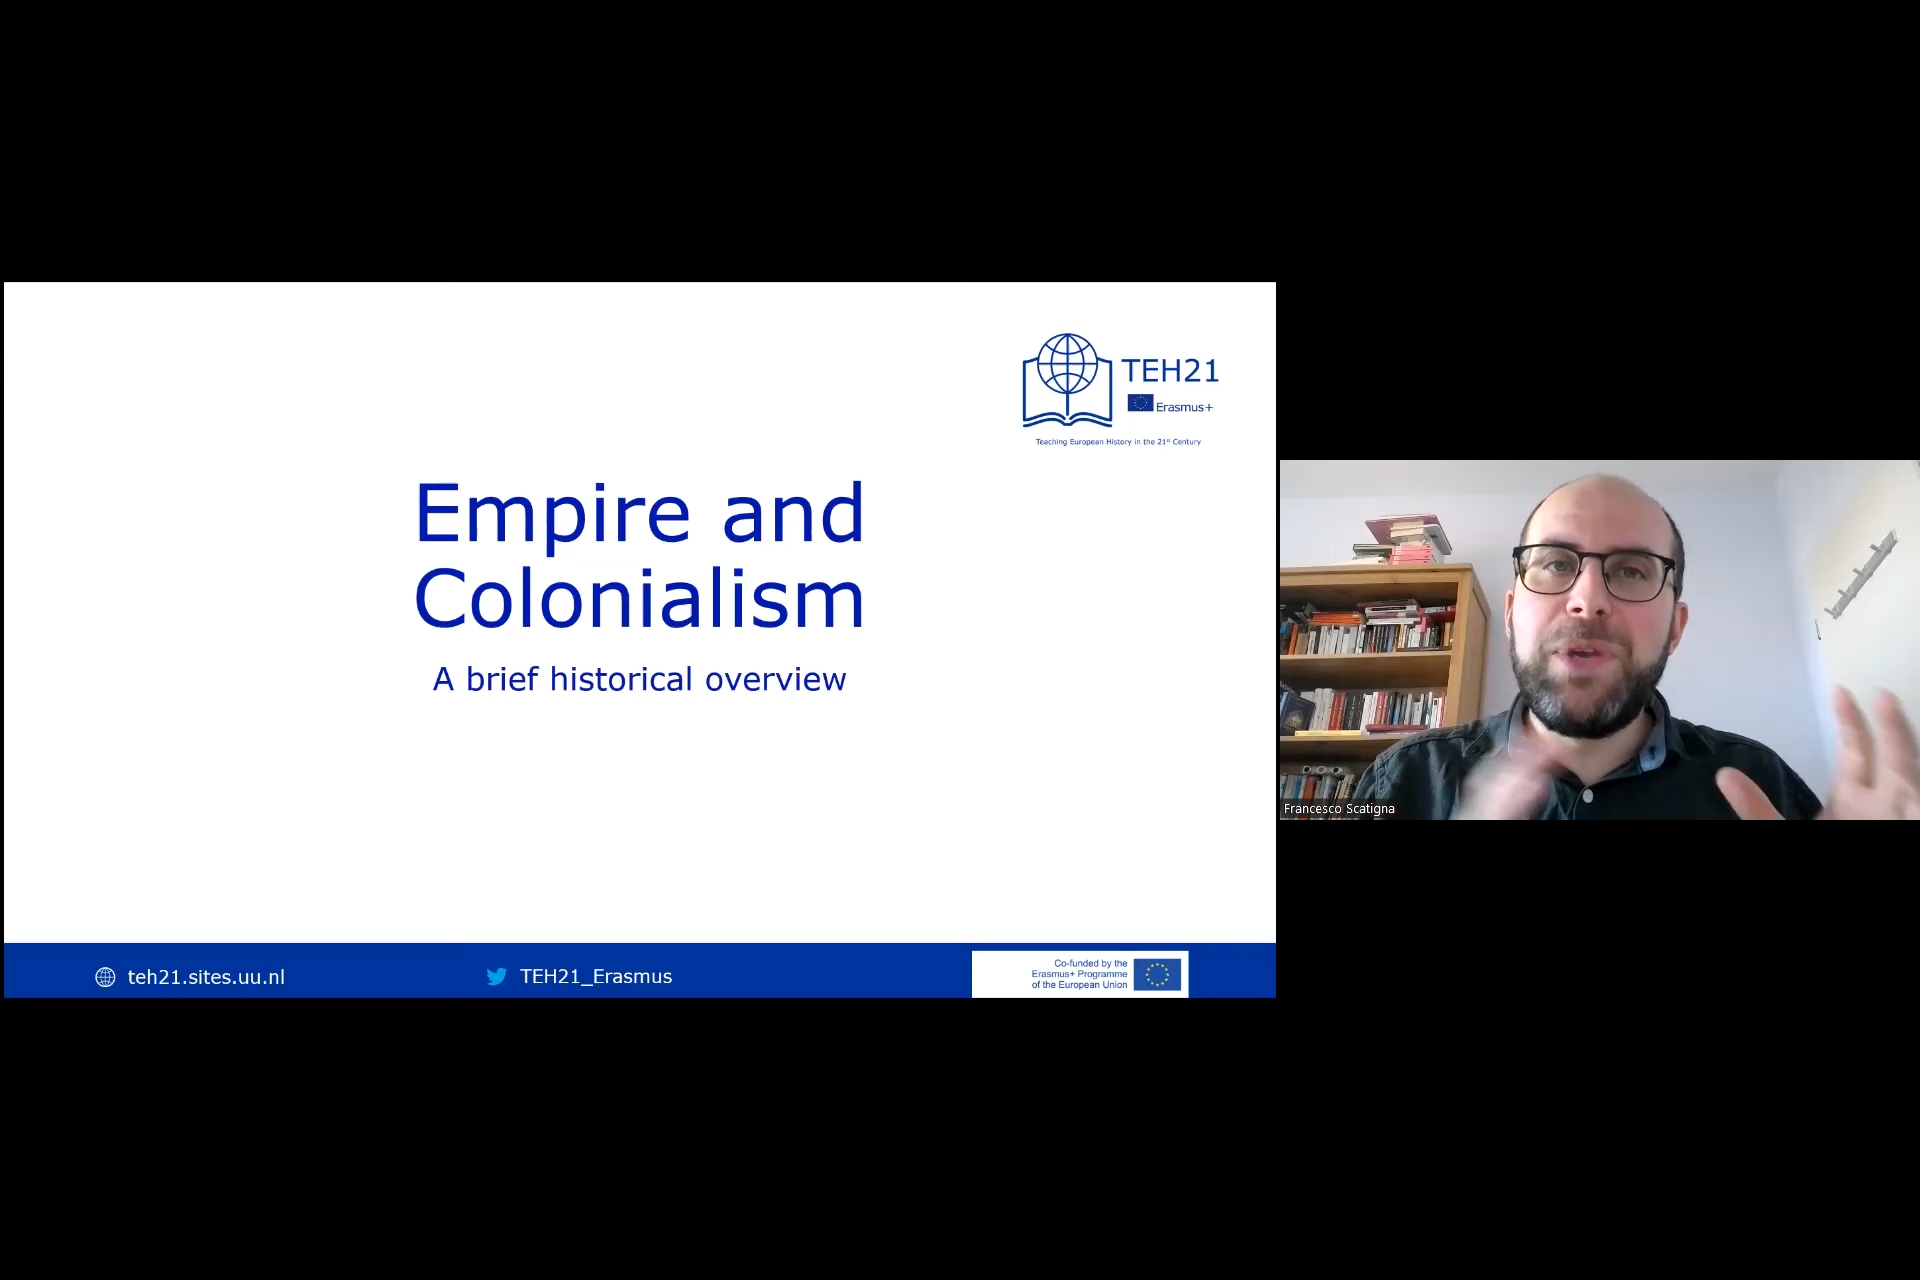 TEH21
Erasmus+
Teaching European History in the 21st Century
Empire and
Colonialism
A brief historical overview
teh21.sites.uu.nl
TEH21_Erasmus
Co-funded by the
Erasmus+ Programme
of the European Union
Francesco Scatigna